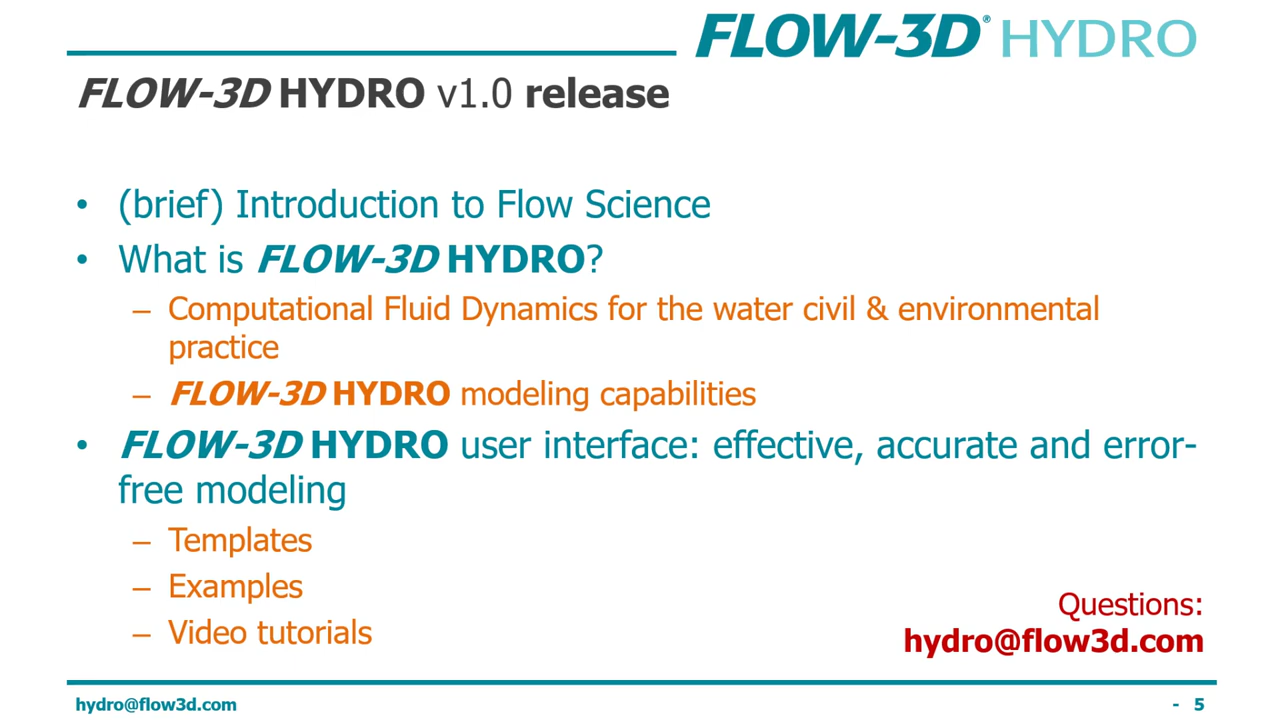 FLOW-3D® HYDRO
FLOW-3D HYDRO v1.0 release
• (brief) Introduction to Flow Science
• What is FLOW-3D HYDRO?
– Computational Fluid Dynamics for the water civil & environmental
practice
– FLOW-3D HYDRO modeling capabilities
• FLOW-3D HYDRO user interface: effective, accurate and error-
free modeling
– Templates
– Examples
– Video tutorials
Questions:
hydro@flow3d.com
hydro@flow3d.com
- 5